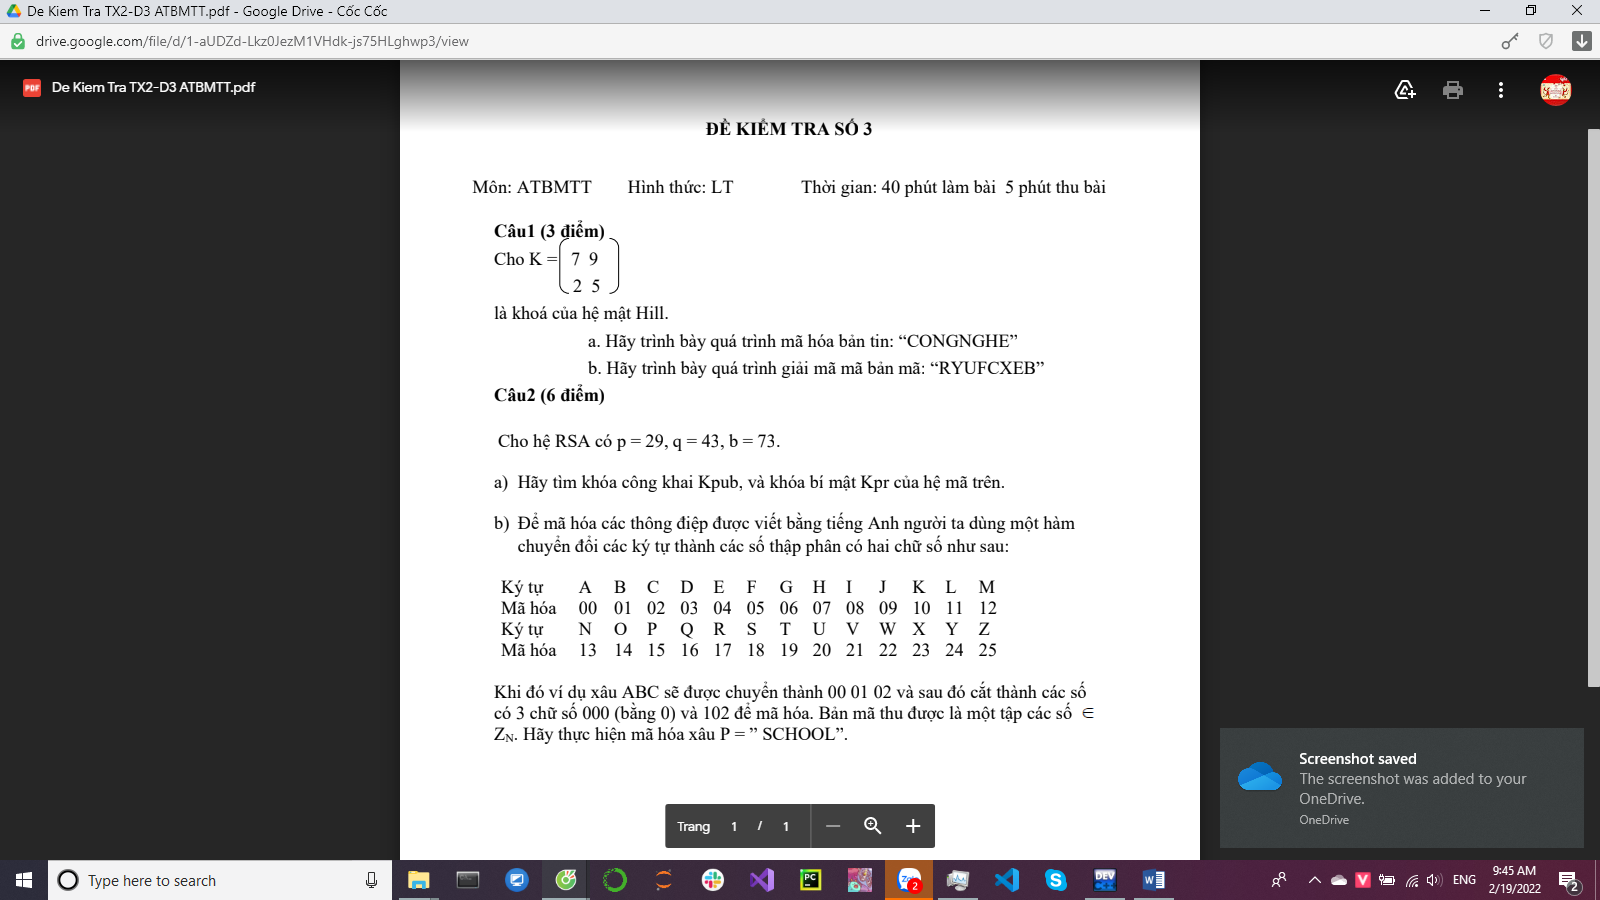 De Kiem Tra TX2-D3 ATBMTT.pdf - Google Drive - Cốc Cốc
drive.google.com/file/d/1-aUDZd-Lkz0JezM1VHdk-js75HLghwp3/view
PDF De Kiem Tra TX2-D3 ATBMTT.pdf
ĐỀ KIỂM TRA SỐ 3
Môn: ATBMTT Hình thức: LT Thời gian: 40 phút làm bài 5 phút thu bài
Câu1 (3 điểm)
Cho K = 7 9
2 5
là khoá của hệ mật Hill.
a. Hãy trình bày quá trình mã hóa bản tin: “CONGNGHE”
b. Hãy trình bày quá trình giải mã mã bản mã: “RYUFCXEB”
Câu2 (6 điểm)
Cho hệ RSA có p = 29, q = 43, b = 73.
a) Hãy tìm khóa công khai Kpub, và khóa bí mật Kpr của hệ mã trên.
b) Để mã hóa các thông điệp được viết bằng tiếng Anh người ta dùng một hàm
chuyển đổi các ký tự thành các số thập phân có hai chữ số như sau:
Ký tự A B C D E F G H I J K L M
Mã hóa 00 01 02 03 04 05 06 07 08 09 10 11 12
Ký tự N O P Q R S T U V W X Y Z
Mã hóa 13 14 15 16 17 18 19 20 21 22 23 24 25
Khi đó ví dụ xâu ABC sẽ được chuyển thành 00 01 02 và sau đó cắt thành các số
có 3 chữ số 000 (bằng 0) và 102 để mã hóa. Bản mã thu được là một tập các số ∈
ZN. Hãy thực hiện mã hóa xâu P = ” SCHOOL”.
Screenshot saved
The screenshot was added to your
OneDrive.
OneDrive
Trang 1 / 1
Type here to search
PC
2
DEV
ENG
9:45 AM
2/19/2022
2